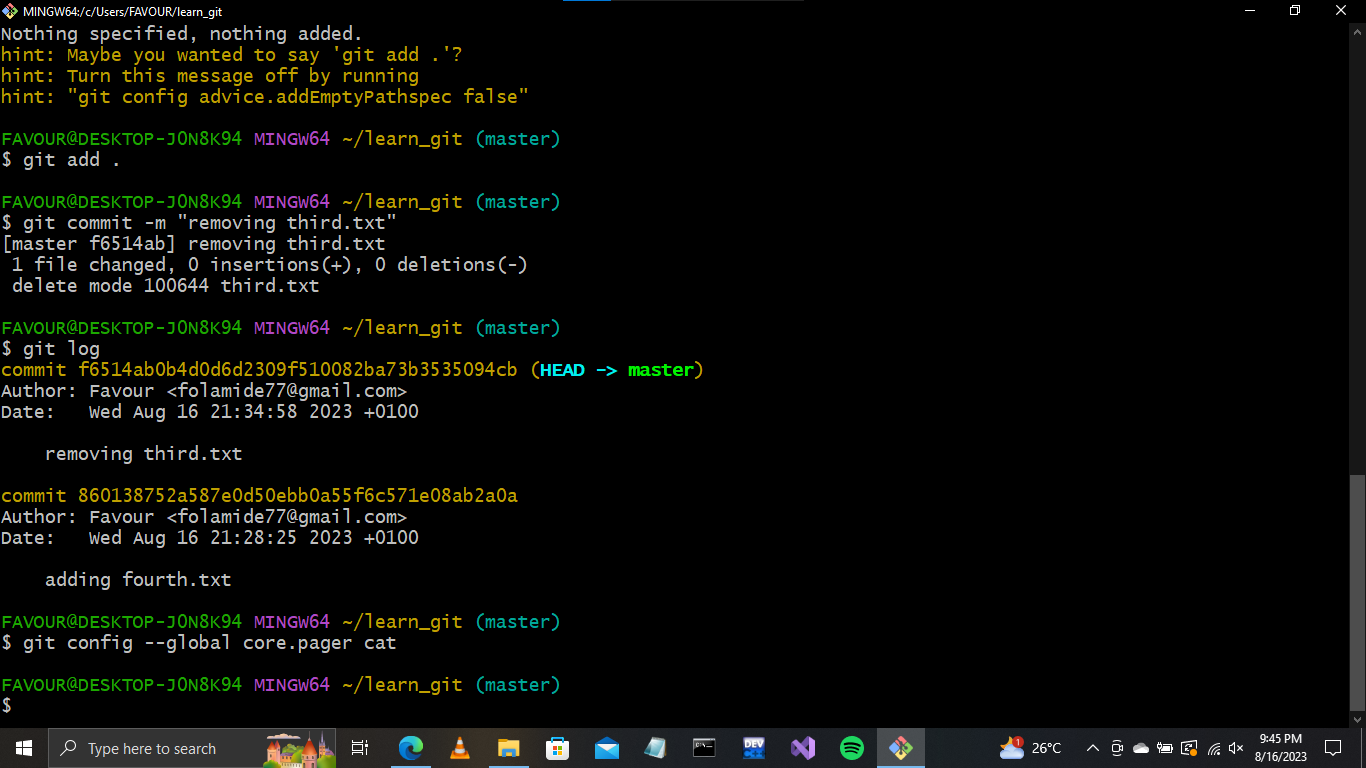 MINGW64:/c/Users/FAVOUR/learn_git
Nothing specified, nothing added.
hint: Maybe you wanted to say 'git add .'?
hint: Turn this message off by running
hint: "git config advice.addEmptyPathspec false"
FAVOUR@DESKTOP-J0N8K94 MINGW64 ~/learn_git (master)
$ git add .
FAVOUR@DESKTOP-J0N8K94 MINGW64 ~/learn_git (master)
$ git commit -m "removing third.txt"
[master f6514ab] removing third.txt
 1 file changed, 0 insertions(+), 0 deletions(-)
 delete mode 100644 third.txt
FAVOUR@DESKTOP-J0N8K94 MINGW64 ~/learn_git (master)
$ git log
commit f6514ab0b4d0d6d2309f510082ba73b3535094cb (HEAD -> master)
Author: Favour <folamide77@gmail.com>
Date:   Wed Aug 16 21:34:58 2023 +0100
    removing third.txt
commit 860138752a587e0d50ebb0a55f6c571e08ab2a0a
Author: Favour <folamide77@gmail.com>
Date:   Wed Aug 16 21:28:25 2023 +0100
    adding fourth.txt
FAVOUR@DESKTOP-J0N8K94 MINGW64 ~/learn_git (master)
$ git config --global core.pager cat
FAVOUR@DESKTOP-J0N8K94 MINGW64 ~/learn_git (master)
$
Type here to search
DEV
1
26°C
9:45 PM
8/16/2023